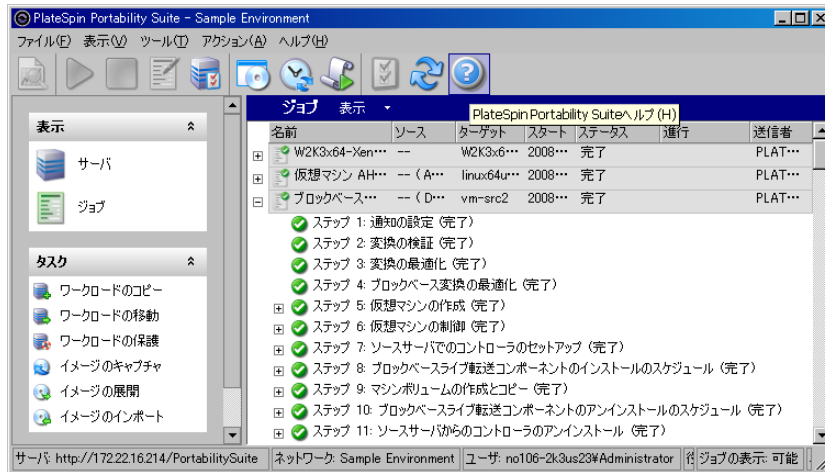 PlateSpin Portability Suite - Sample Environment
ファイル(F) 表示(V) ツール(T) アクション(A) ヘルプ(H)
ジョブ 表示
PlateSpin Portability Suiteヘルプ (H)
表示
サーバ
ジョブ
タスク
ワークロードのコピー
ワークロードの移動
ワークロードの保護
イメージのキャプチャ
イメージの展開
イメージのインポート
名前 ソース ターゲット スタート ステータス 進行 送信者
W2K3x64-Xen… -- W2K3x6… 2008… 完了 PLAT…
仮想マシン AH… -- (A… linux64u… 2008… 完了 PLAT…
ブロックベース… -- (D… vm-src2 2008… 完了 PLAT…
ステップ 1: 通知の設定 (完了)
ステップ 2: 変換の検証 (完了)
ステップ 3: 変換の最適化 (完了)
ステップ 4: ブロックベース変換の最適化 (完了)
ステップ 5: 仮想マシンの作成 (完了)
ステップ 6: 仮想マシンの制御 (完了)
ステップ 7: ソースサーバでのコントローラのセットアップ (完了)
ステップ 8: ブロックベースライブ転送コンポーネントのインストールのスケジュール (完了)
ステップ 9: マシンボリュームの作成とコピー (完了)
ステップ 10: ブロックベースライブ転送コンポーネントのアンインストールのスケジュール (完了)
ステップ 11: ソースサーバからのコントローラのアンインストール (完了)
サーバ: http://172.22.16.214/PortabilitySuite ネットワーク: Sample Environment ユーザ: no106-2k3us23¥Administrator ジョブの表示: 可能